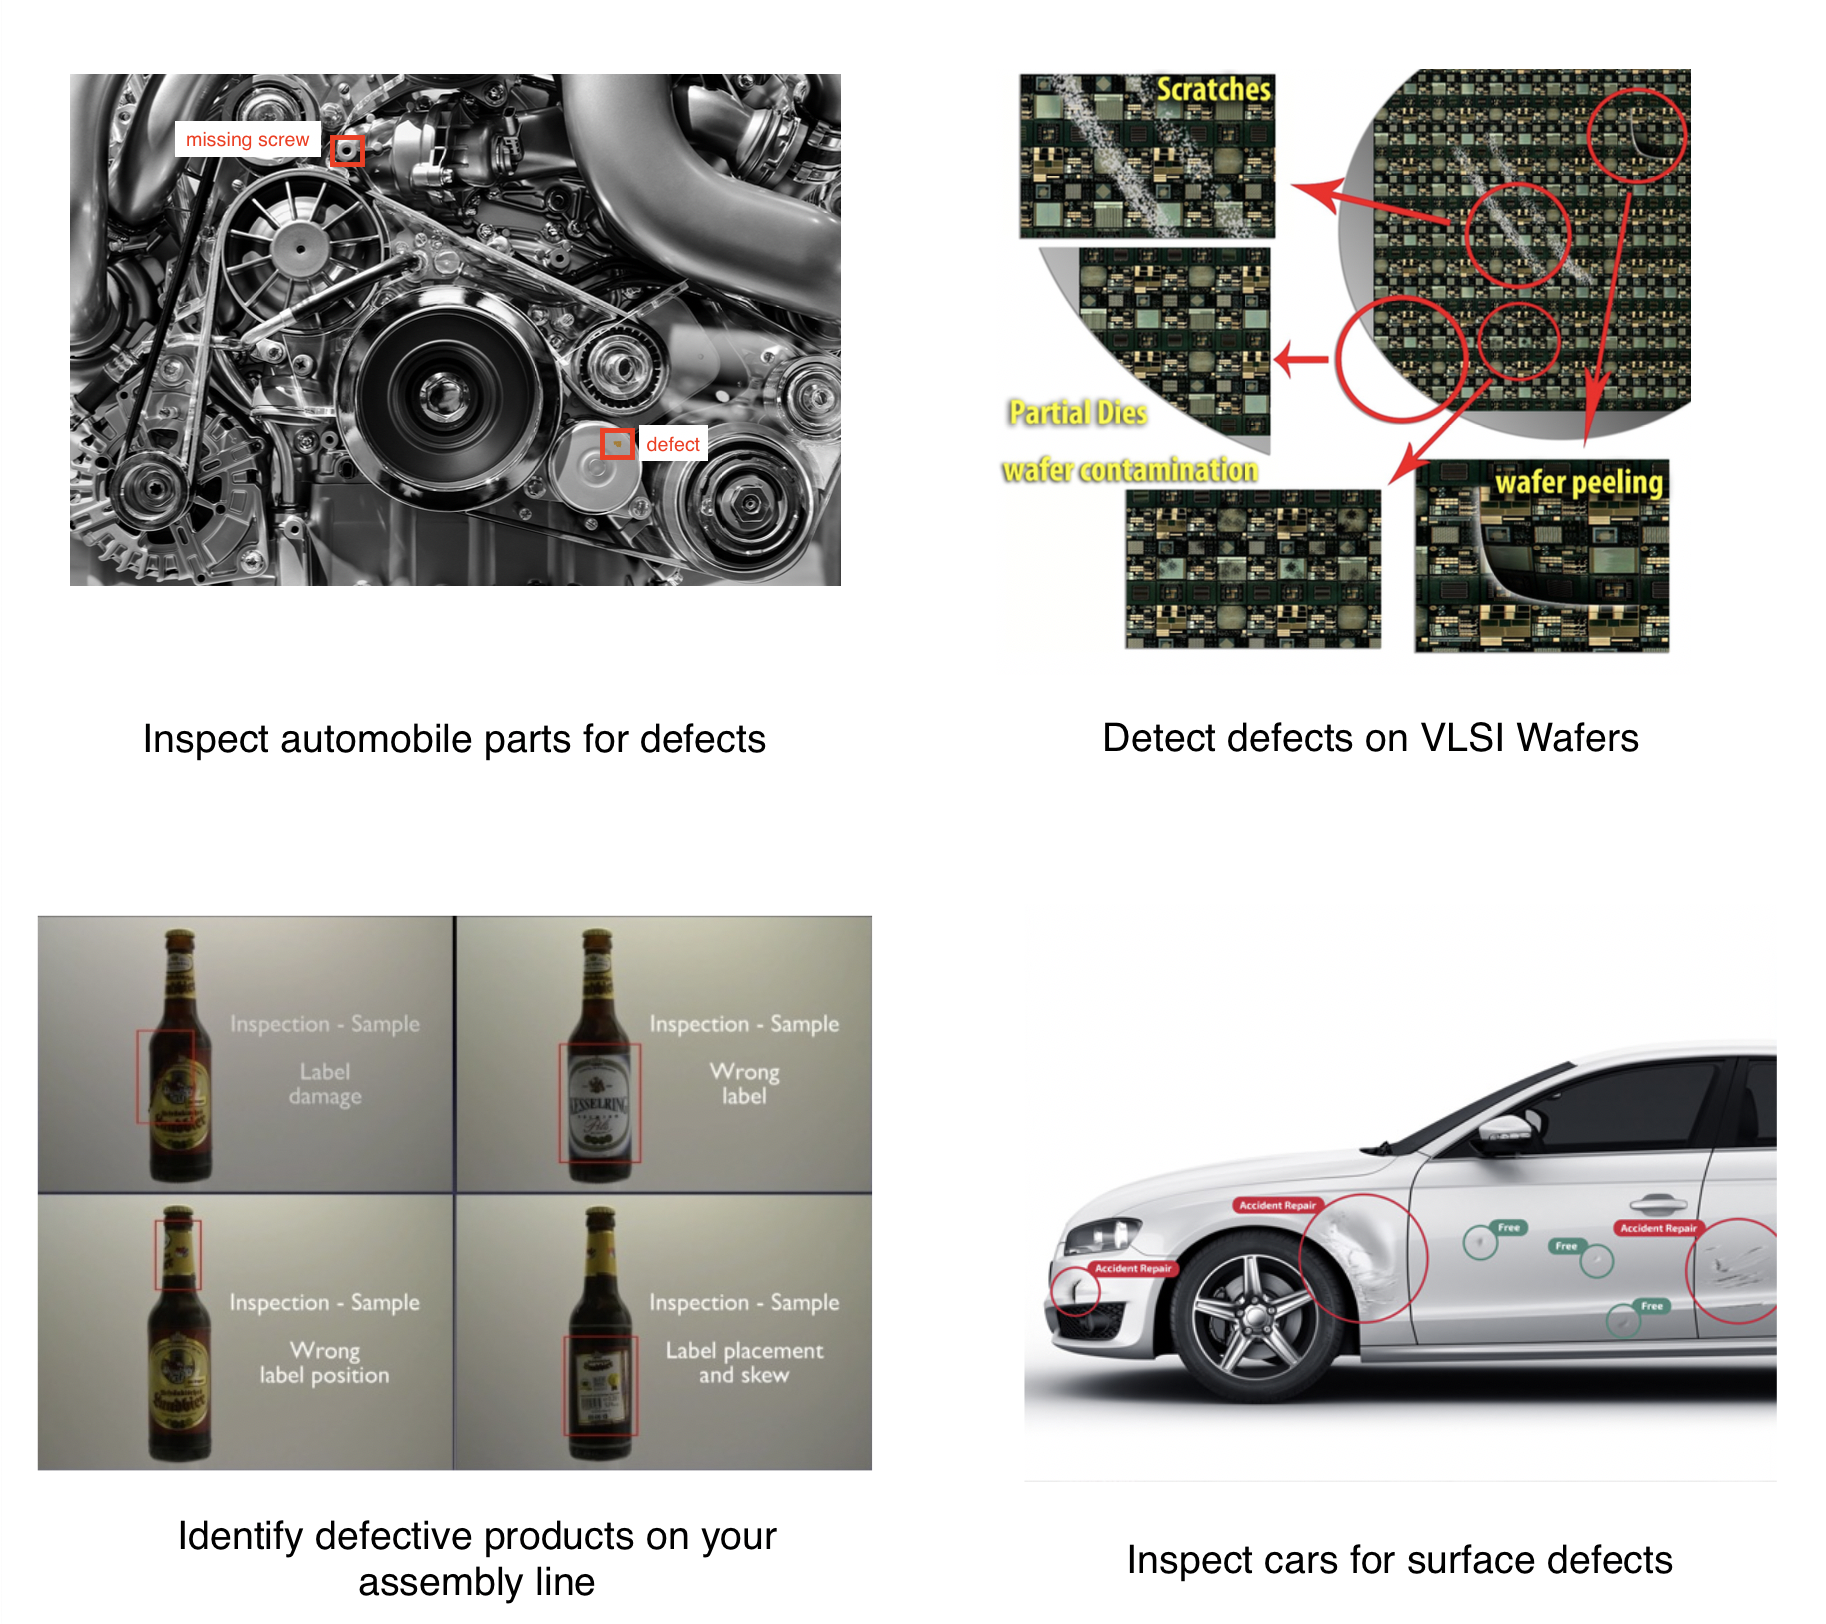 missing screw
defect
Inspect automobile parts for defects
Scratches
Partial Dies
wafer contamination
wafer peeling
Detect defects on VLSI Wafers
Inspection - Sample
Label
damage
Inspection - Sample
Wrong
label
KESSELRING
Pils
Inspection - Sample
Wrong
label position
Landbier
Inspection - Sample
Label placement
and skew
Identify defective products on your
assembly line
Accident Repair
Free
Accident Repair
Free
Accident Repair
Free
Inspect cars for surface defects